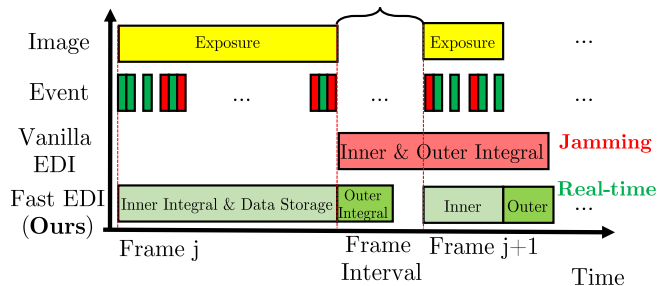 Image
Exposure
Exposure
...
Event
...
...
...
Vanilla
EDI
Inner & Outer Integral
Jamming
Fast EDI
(Ours)
Inner Integral & Data Storage
Outer
Integral
Inner
Outer
Real-time
...
Frame j
Frame
Interval
Frame j+1
Time